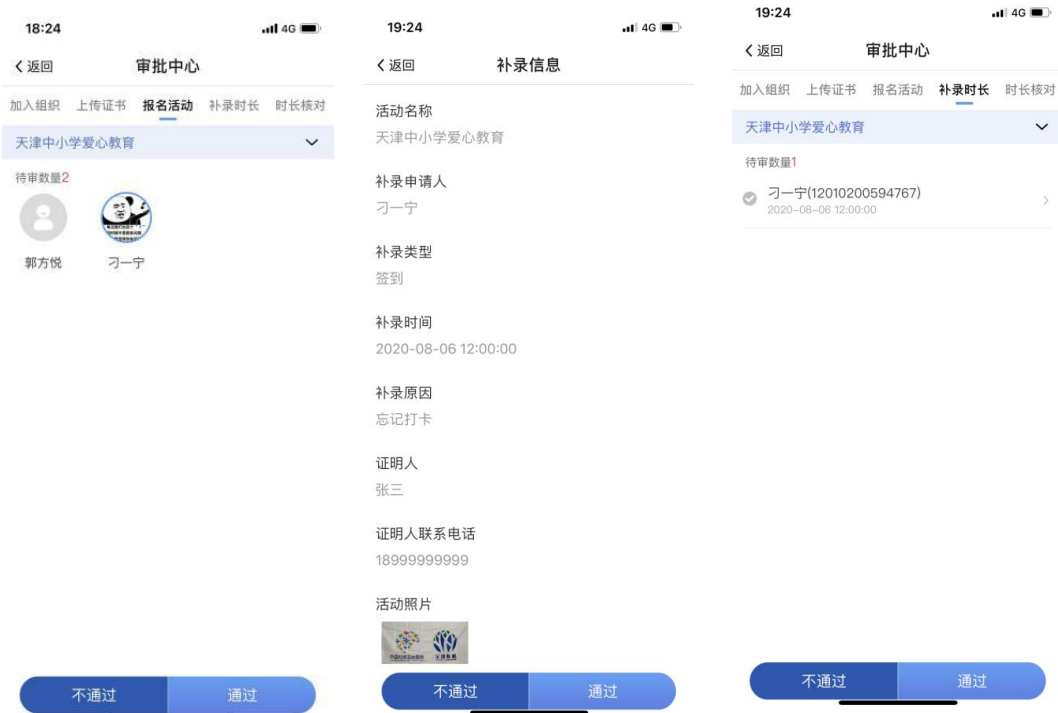 18:24
4G
返回
审批中心
加入组织 上传证书 报名活动 补录时长 时长核对
天津中小学爱心教育
待审数量2
郭方悦 刁一宁
不通过 通过
19:24
4G
返回
补录信息
活动名称
天津中小学爱心教育
补录申请人
刁一宁
补录类型
签到
补录时间
2020-08-06 12:00:00
补录原因
忘记打卡
证明人
张三
证明人联系电话
18999999999
活动照片
不通过 通过
19:24
4G
返回
审批中心
加入组织 上传证书 报名活动 补录时长 时长核对
天津中小学爱心教育
待审数量1
刁一宁(12010200594767)
2020-08-06 12:00:00
不通过 通过